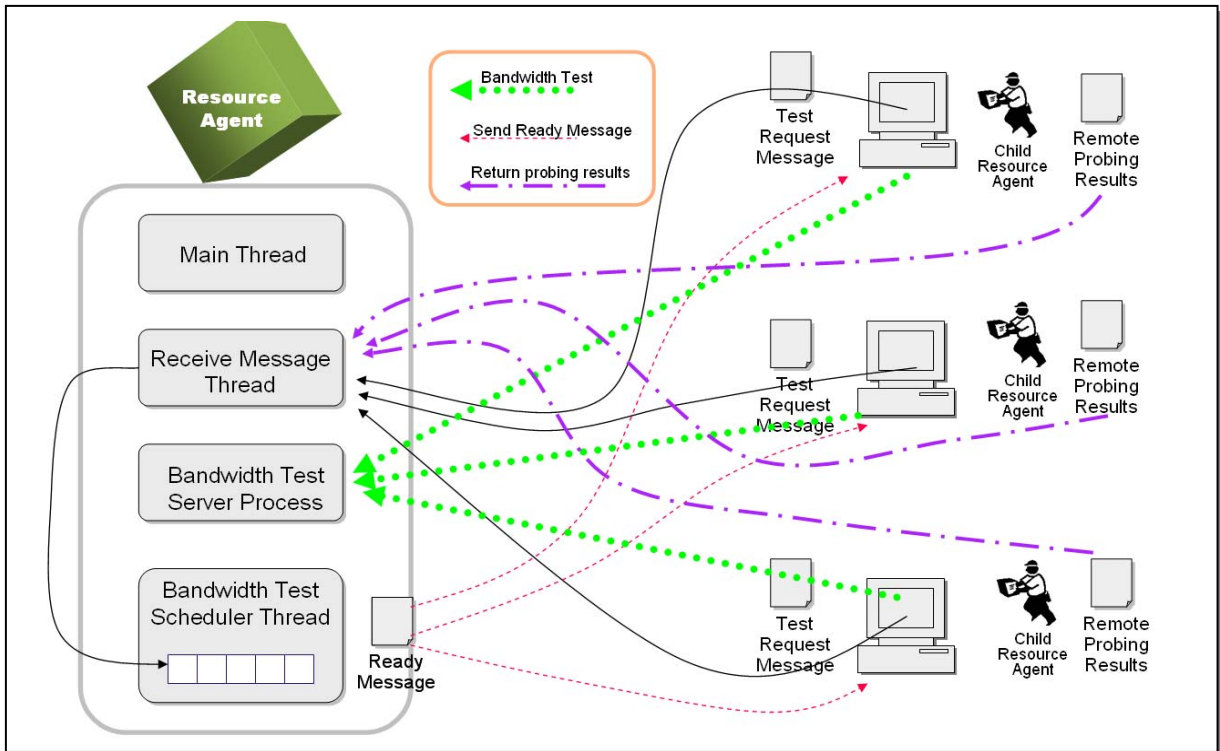 Resource
Agent
Bandwidth Test
Send Ready Message
Return probing results
Main Thread
Receive Message
Thread
Bandwidth Test
Server Process
Bandwidth Test
Scheduler Thread
Ready
Message
Test
Request
Message
Child
Resource
Agent
Remote
Probing
Results
Test
Request
Message
Child
Resource
Agent
Remote
Probing
Results
Test
Request
Message
Child
Resource
Agent
Remote
Probing
Results